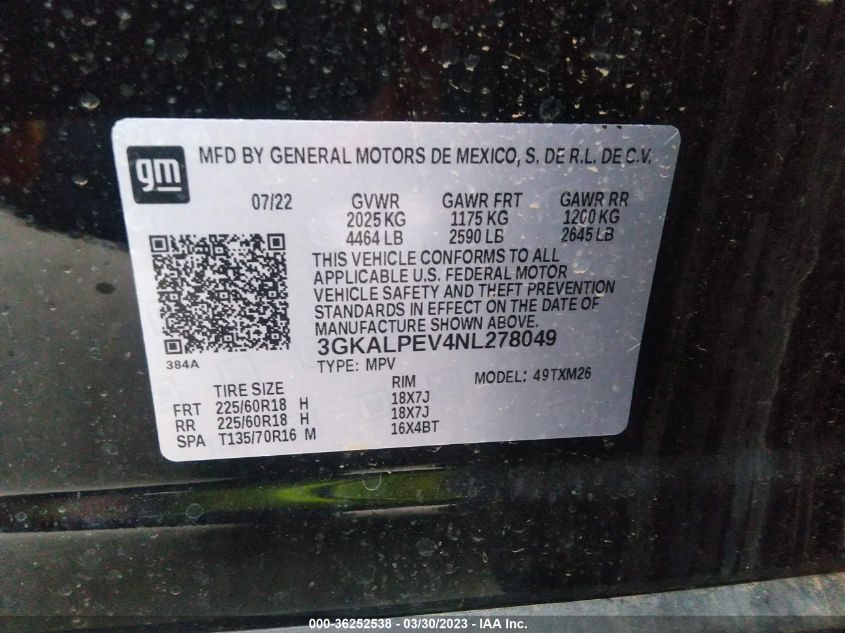 gm
MFD BY GENERAL MOTORS DE MEXICO, S. DE R.L. DE C.V.
07/22 GVWR GAWR FRT GAWR RR
2025 KG 1175 KG 1200 KG
4464 LB 2590 LB 2645 LB
THIS VEHICLE CONFORMS TO ALL
APPLICABLE U.S. FEDERAL MOTOR
VEHICLE SAFETY AND THEFT PREVENTION
STANDARDS IN EFFECT ON THE DATE OF
MANUFACTURE SHOWN ABOVE.
384A
3GKALPEV4NL278049
TYPE: MPV MODEL: 49TXM26
TIRE SIZE RIM
FRT 225/60R18 H 18X7J
RR 225/60R18 H 18X7J
SPA T135/70R16 M 16X4BT
000-36252538 - 03/30/2023 - IAA Inc.